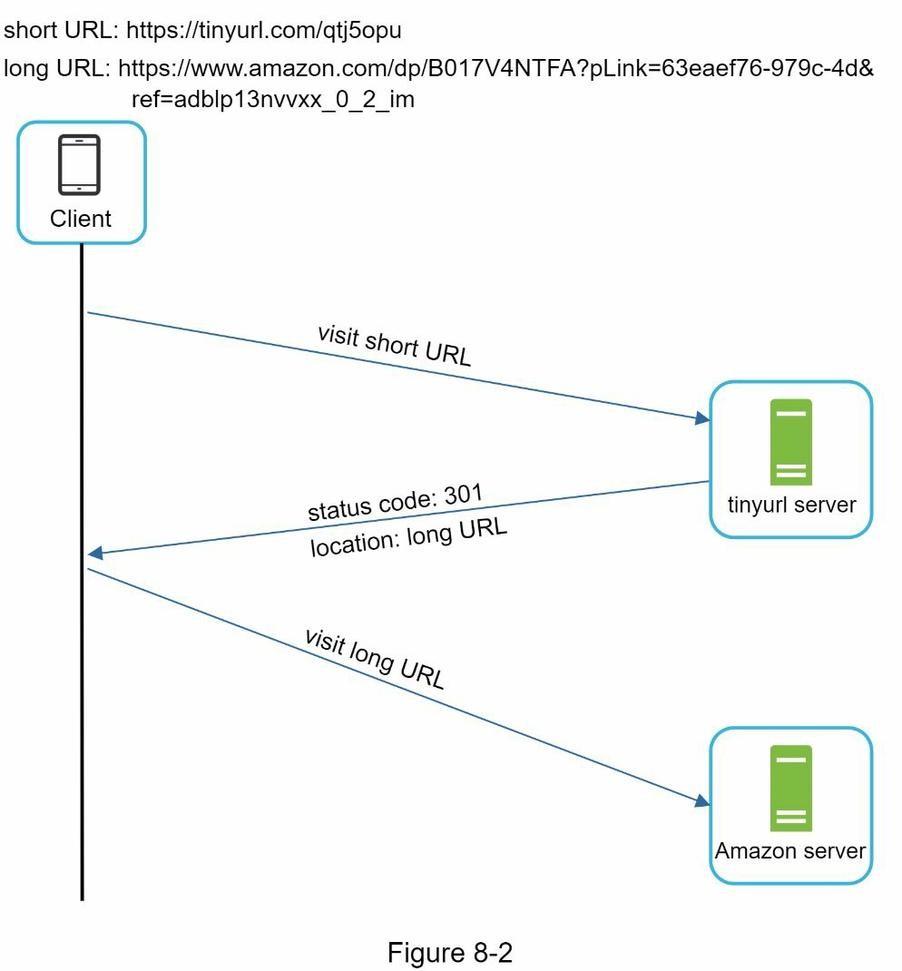 short URL: https://tinyurl.com/qtj5opu
long URL: https://www.amazon.com/dp/B017V4NTFA?pLink=63eaef76-979c-4d&
ref=adblp13nvvxx_0_2_im
Client
visit short URL
status code: 301
location: long URL
tinyurl server
visit long URL
Amazon server
Figure 8-2